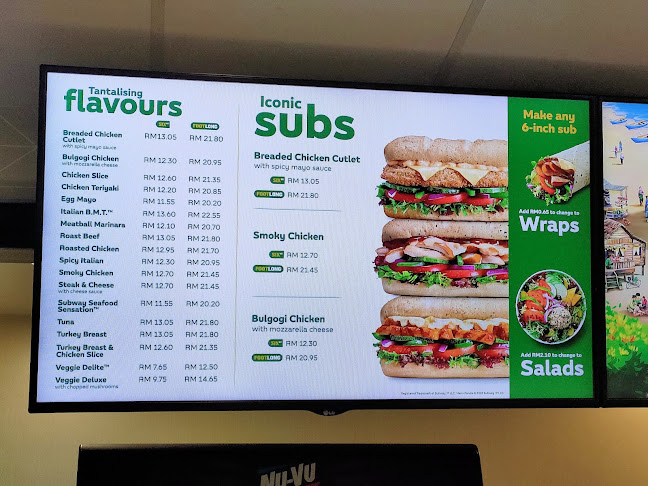 Tantalising
flavours
SIX™ FOOTLONG
Breaded Chicken RM13.05 RM 21.80
Cutlet
with spicy mayo sauce
Bulgogi Chicken RM 12.30 RM 20.95
with mozzarella cheese
Chicken Slice RM 12.60 RM 21.35
Chicken Teriyaki RM 12.20 RM 20.85
Egg Mayo RM 11.55 RM 20.20
Italian B.M.T.™ RM 13.60 RM 22.55
Meatball Marinara RM 12.10 RM 20.70
Roast Beef RM 13.05 RM 21.80
Roasted Chicken RM 12.95 RM 21.70
Spicy Italian RM 12.30 RM 20.95
Smoky Chicken RM 12.70 RM 21.45
Steak & Cheese RM 12.70 RM 21.45
with cheese sauce
Subway Seafood RM 11.55 RM 20.20
Sensation™
Tuna RM 13.05 RM 21.80
Turkey Breast RM 13.05 RM 21.80
Turkey Breast & RM 12.60 RM 21.35
Chicken Slice
Veggie Delite™ RM 7.65 RM 12.50
Veggie Deluxe RM 9.75 RM 14.65
with chopped mushrooms
Iconic
subs
Breaded Chicken Cutlet
with spicy mayo sauce
SIX™ RM 13.05
FOOTLONG RM 21.80
Smoky Chicken
SIX™ RM 12.70
FOOTLONG RM 21.45
Bulgogi Chicken
with mozzarella cheese
SIX™ RM 12.30
FOOTLONG RM 20.95
Make any
6-inch sub
Add RM0.65 to change to
Wraps
Add RM2.10 to change to
Salads
LG
NU-VU